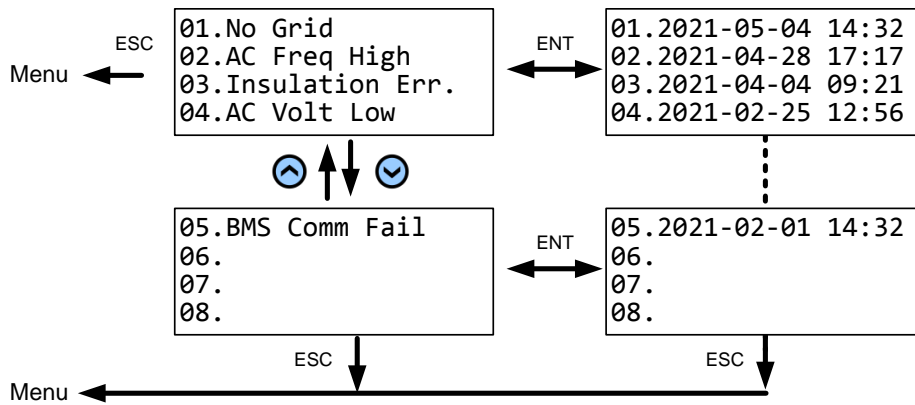 ESC
Menu
01.No Grid
02.AC Freq High
03.Insulation Err.
04.AC Volt Low
ENT
01.2021-05-04 14:32
02.2021-04-28 17:17
03.2021-04-04 09:21
04.2021-02-25 12:56
05.BMS Comm Fail
06.
07.
08.
ENT
05.2021-02-01 14:32
06.
07.
08.
ESC
ESC
Menu